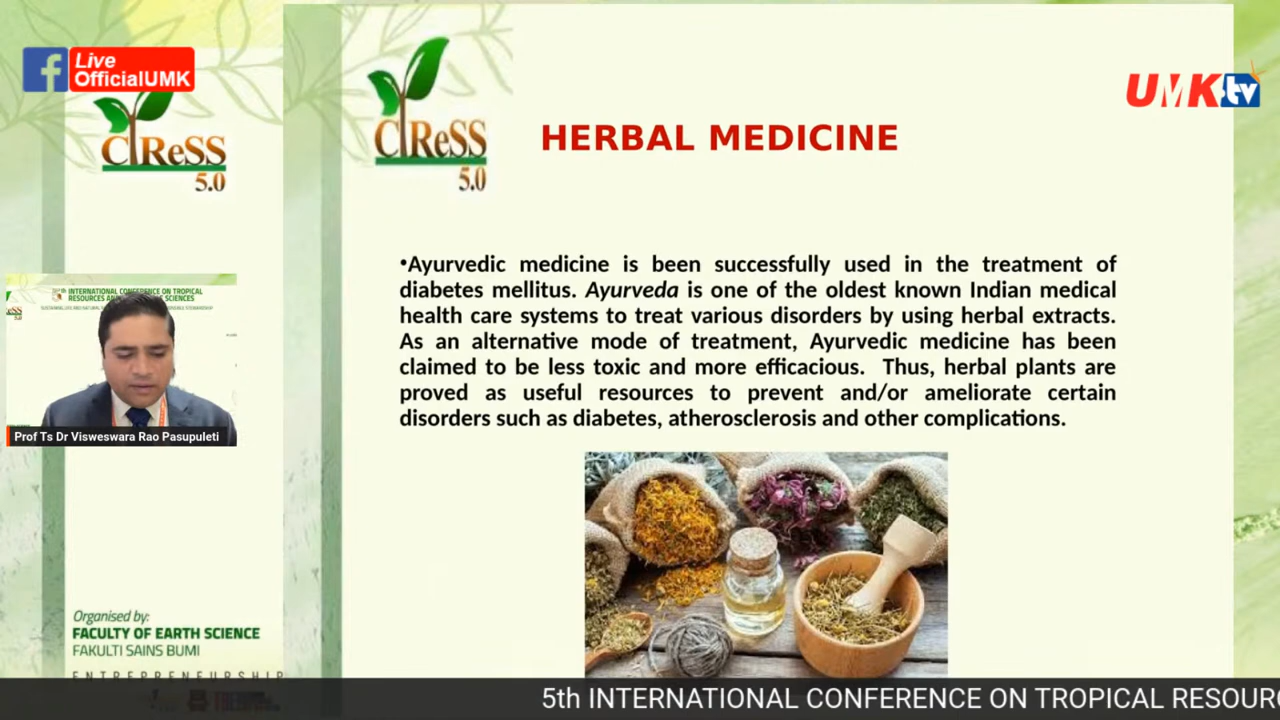 Live
OfficialUMK
CTReSS
5.0
CTReSS
5.0
UMK tv
HERBAL MEDICINE
•Ayurvedic medicine is been successfully used in the treatment of
diabetes mellitus. Ayurveda is one of the oldest known Indian medical
health care systems to treat various disorders by using herbal extracts.
As an alternative mode of treatment, Ayurvedic medicine has been
claimed to be less toxic and more efficacious. Thus, herbal plants are
proved as useful resources to prevent and/or ameliorate certain
disorders such as diabetes, atherosclerosis and other complications.
INTERNATIONAL CONFERENCE ON TROPICAL
RESOURCES AND SCIENCES
Prof Ts Dr Visweswara Rao Pasupuleti
Organised by:
FACULTY OF EARTH SCIENCE
FAKULTI SAINS BUMI
ENTREPRENEURSHIP
5th INTERNATIONAL CONFERENCE ON TROPICAL RESOUR